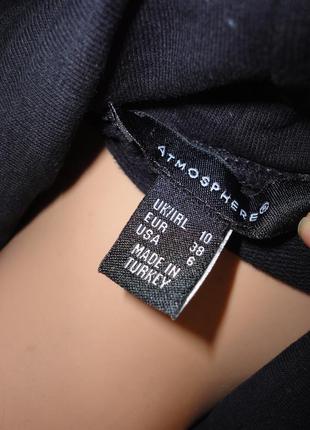 ATMOSPHERE®
UK/IRL 10
EUR 38
USA 6
MADE IN
TURKEY